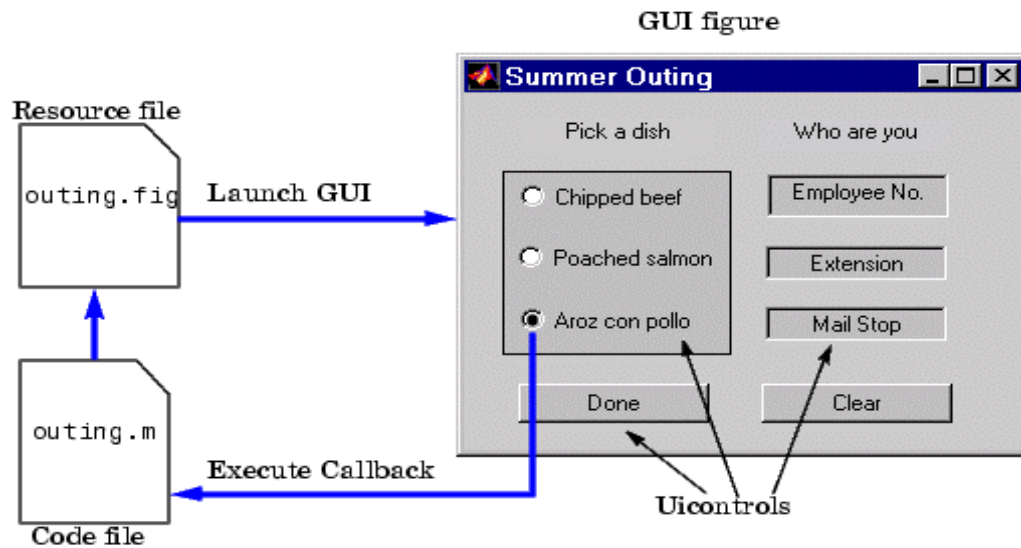 GUI figure
Summer Outing
Resource file
Pick a dish
Who are you
outing.fig
Launch GUI
Chipped beef
Employee No.
Poached salmon
Extension
Aroz con pollo
Mail Stop
outing.m
Done
Clear
Execute Callback
Uicontrols
Code file